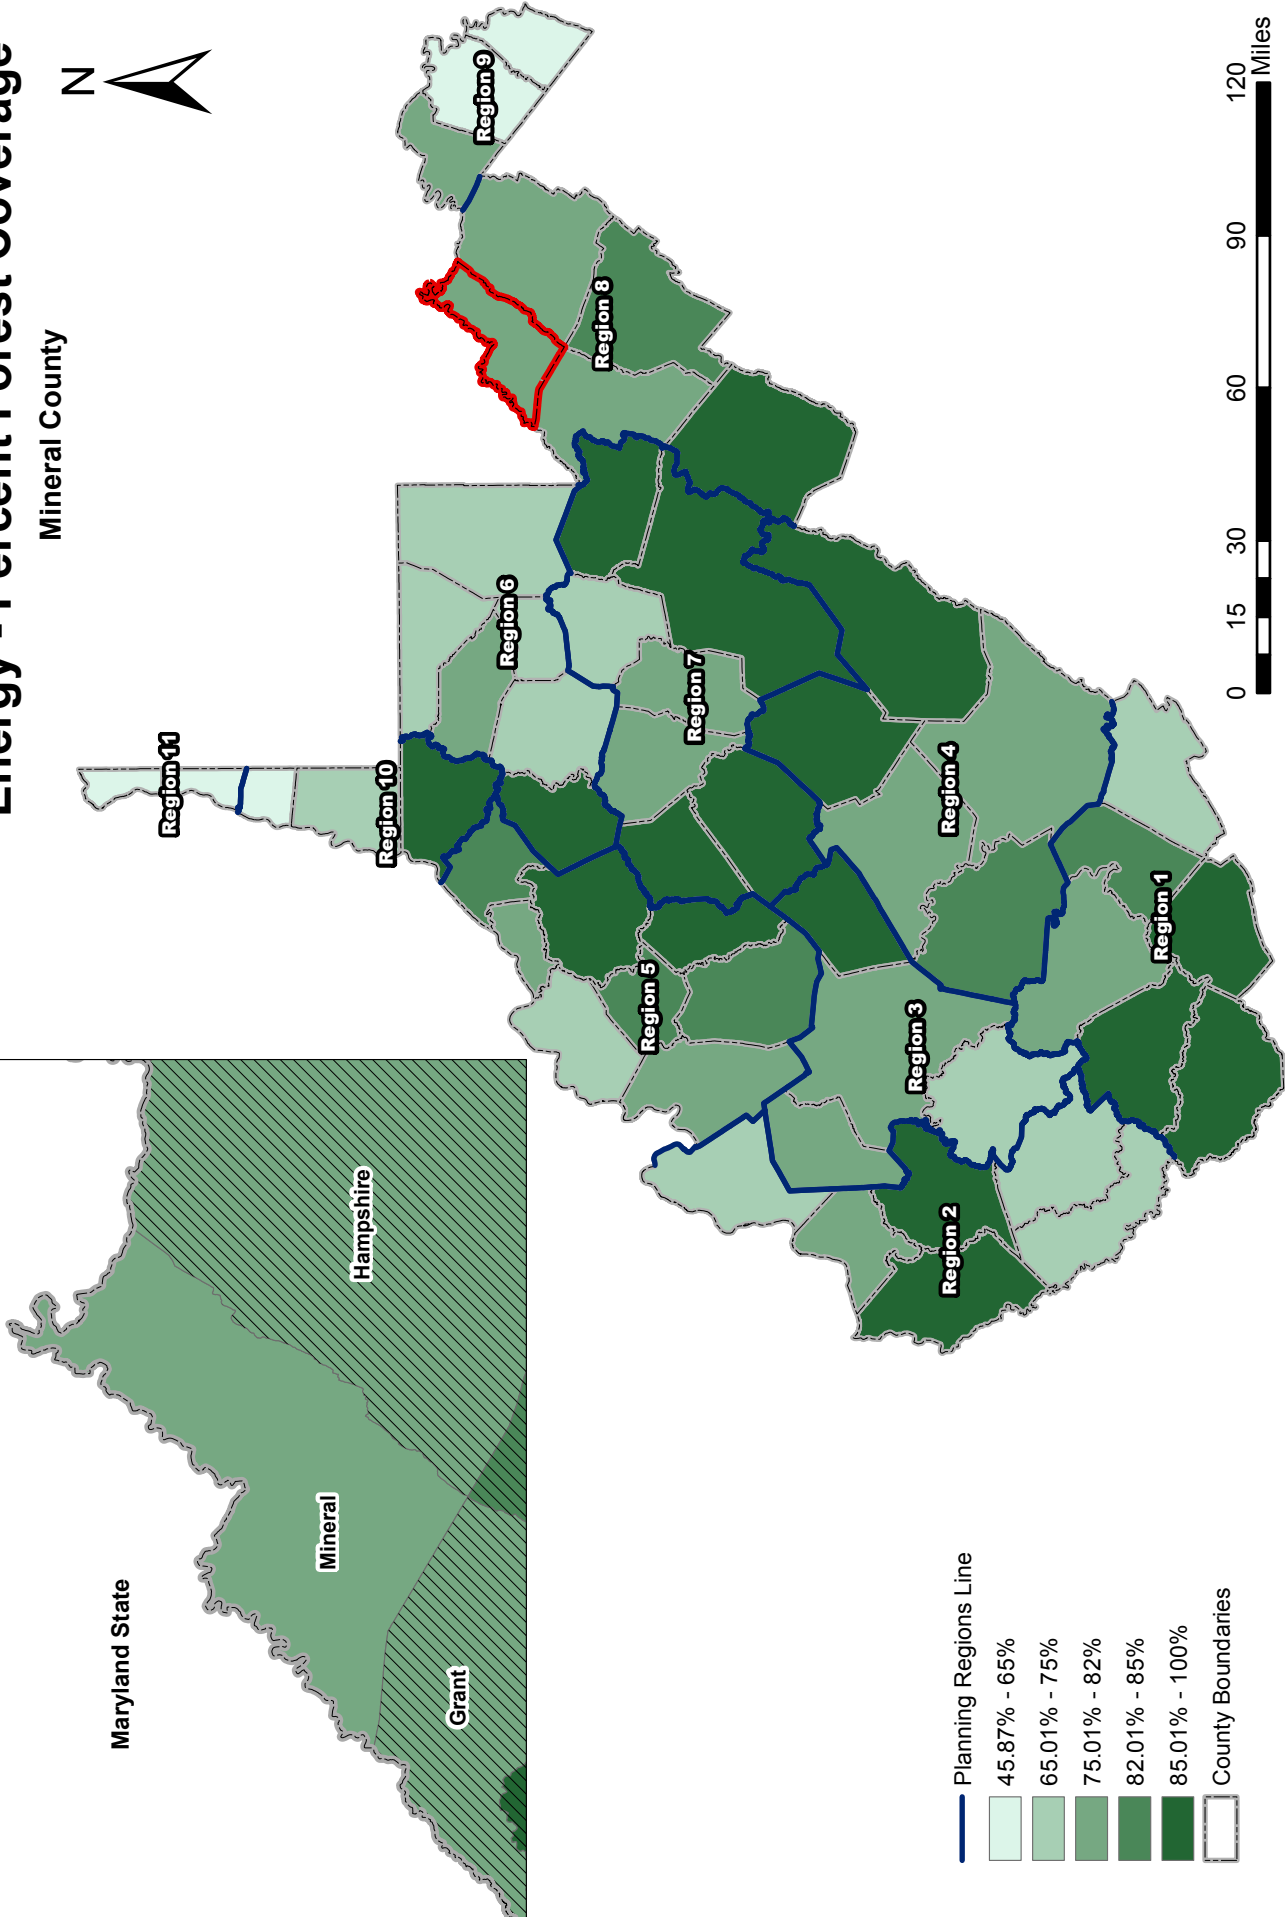 Energy - Percent Forest Coverage
Mineral County
N
Maryland State
Hampshire
Mineral
Grant
Region 11
Region 10
Region 9
Region 6
Region 8
Region 5
Region 7
Region 3
Region 4
Region 2
Region 1
Planning Regions Line
45.87% - 65%
65.01% - 75%
75.01% - 82%
82.01% - 85%
85.01% - 100%
County Boundaries
0 15 30 60 90 120
Miles